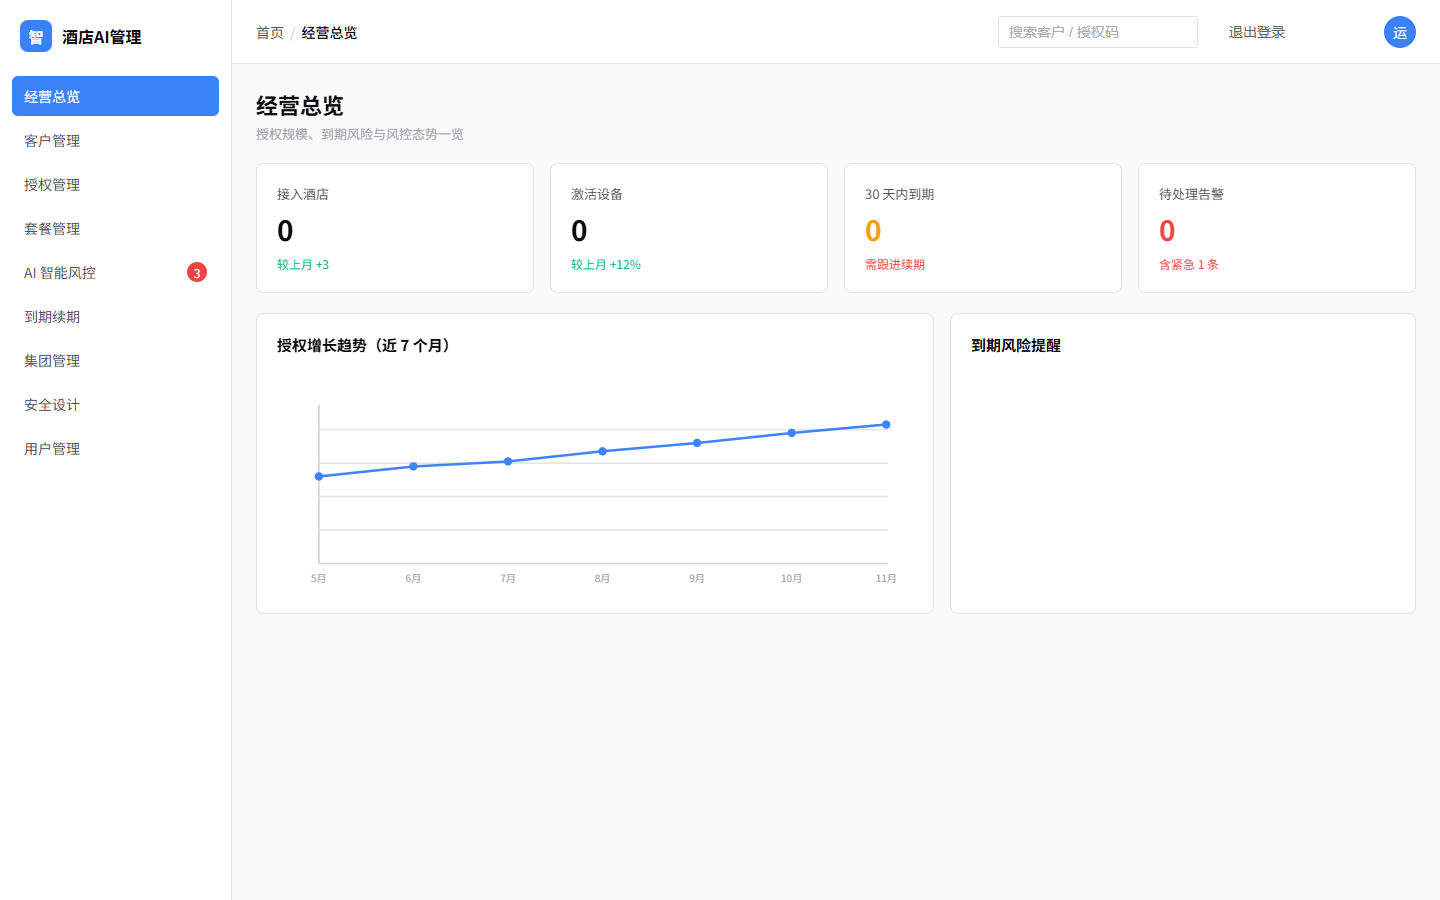 智 酒店AI管理
经营总览
客户管理
授权管理
套餐管理
AI 智能风控 3
到期续期
集团管理
安全设计
用户管理
首页 / 经营总览
搜索客户 / 授权码
退出登录
运
经营总览
授权规模、到期风险与风控态势一览
接入酒店
0
较上月 +3
激活设备
0
较上月 +12%
30 天内到期
0
需跟进续期
待处理告警
0
含紧急 1 条
授权增长趋势（近 7 个月）
5月 6月 7月 8月 9月 10月 11月
到期风险提醒